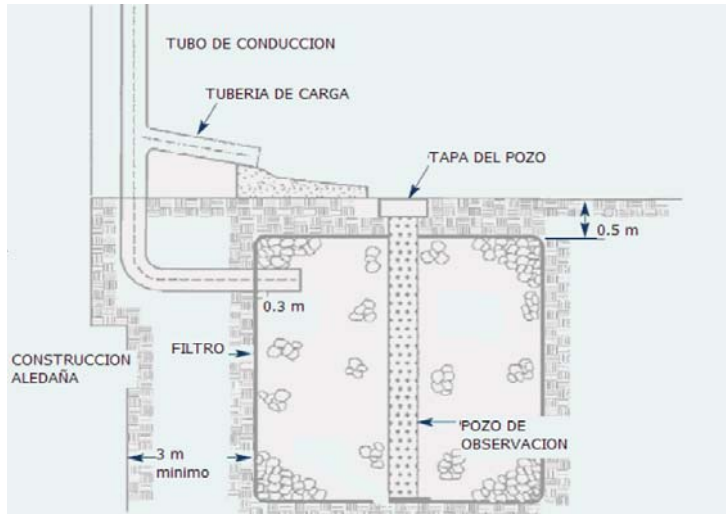 TUBO DE CONDUCCION
TUBERIA DE CARGA
TAPA DEL POZO
0.5 m
0.3 m
FILTRO
CONSTRUCCION
ALEDAÑA
POZO DE
OBSERVACION
3 m
minimo